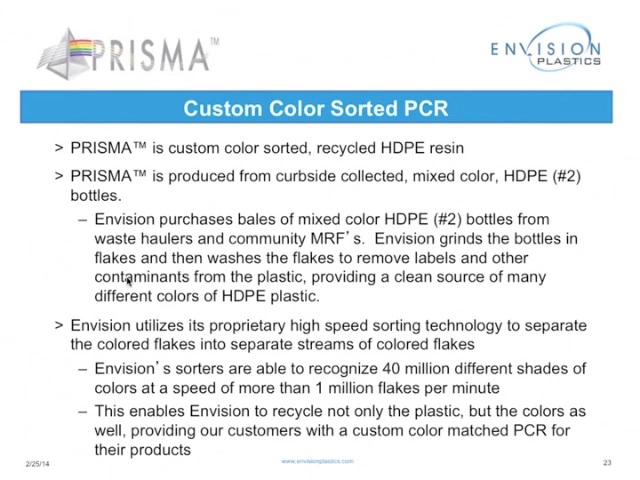 PRISMA™
ENVISION
PLASTICS
Custom Color Sorted PCR
> PRISMA™ is custom color sorted, recycled HDPE resin
> PRISMA™ is produced from curbside collected, mixed color, HDPE (#2)
bottles.
– Envision purchases bales of mixed color HDPE (#2) bottles from
waste haulers and community MRF's. Envision grinds the bottles in
flakes and then washes the flakes to remove labels and other
contaminants from the plastic, providing a clean source of many
different colors of HDPE plastic.
> Envision utilizes its proprietary high speed sorting technology to separate
the colored flakes into separate streams of colored flakes
– Envision's sorters are able to recognize 40 million different shades of
colors at a speed of more than 1 million flakes per minute
– This enables Envision to recycle not only the plastic, but the colors as
well, providing our customers with a custom color matched PCR for
their products
2/25/14
www.envisionplastics.com
23